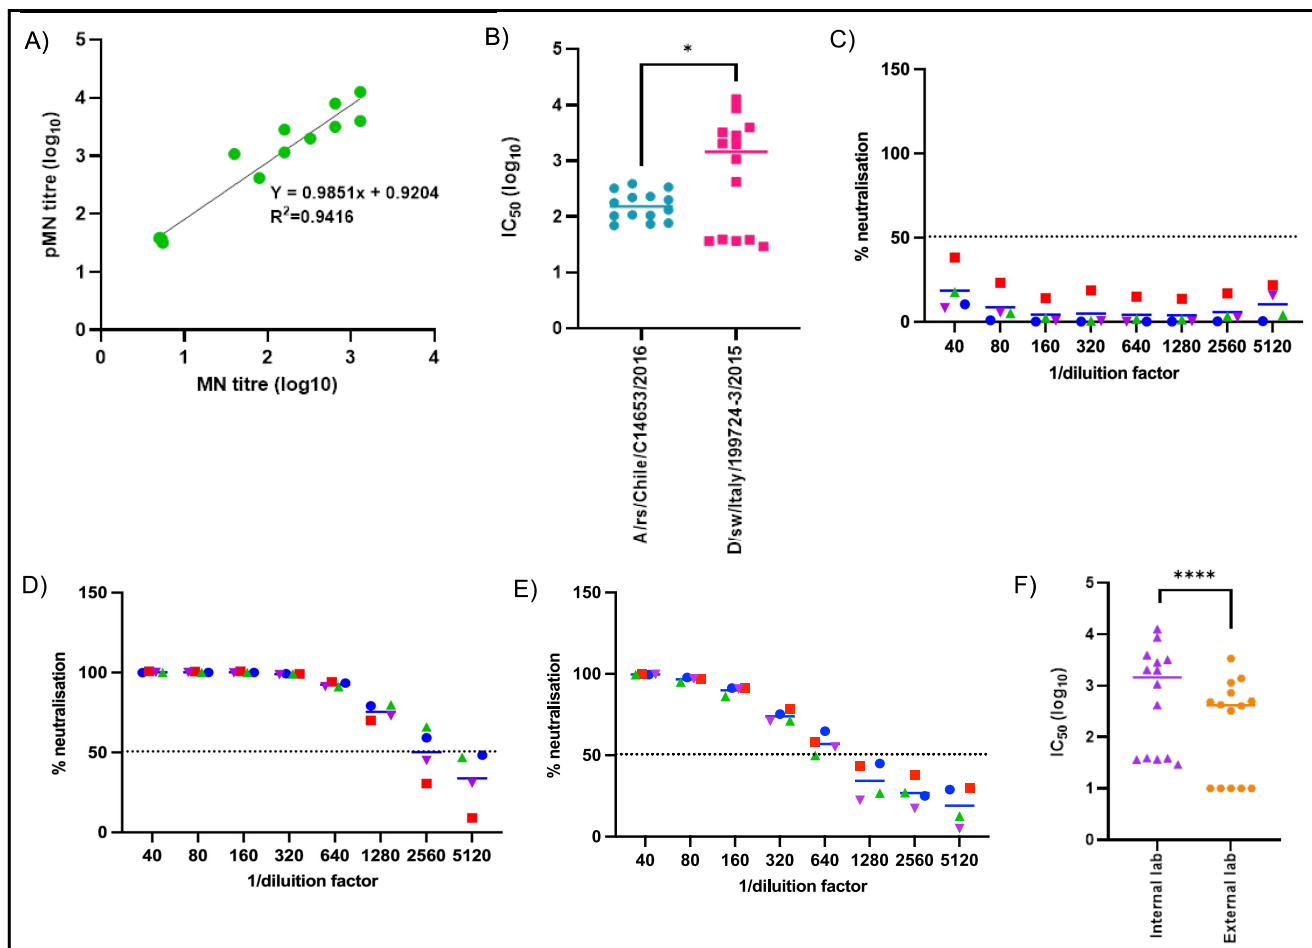 A)
pMN titre (log10)
5
4
3
2
1
0
Y = 0.9851x + 0.9204
R2=0.9416
0 1 2 3 4
MN titre (log10)
B)
*
IC50 (log10)
5
4
3
2
1
0
A/rs/Chile/C14653/2016
D/sw/Italy/199724-3/2015
C)
% neutralisation
150
100
50
0
40 80 160 320 640 1280 2560 5120
1/diluition factor
D)
% neutralisation
150
100
50
0
40 80 160 320 640 1280 2560 5120
1/diluition factor
E)
% neutralisation
150
100
50
0
40 80 160 320 640 1280 2560 5120
1/diluition factor
F)
****
IC50 (log10)
5
4
3
2
1
0
Internal lab
External lab